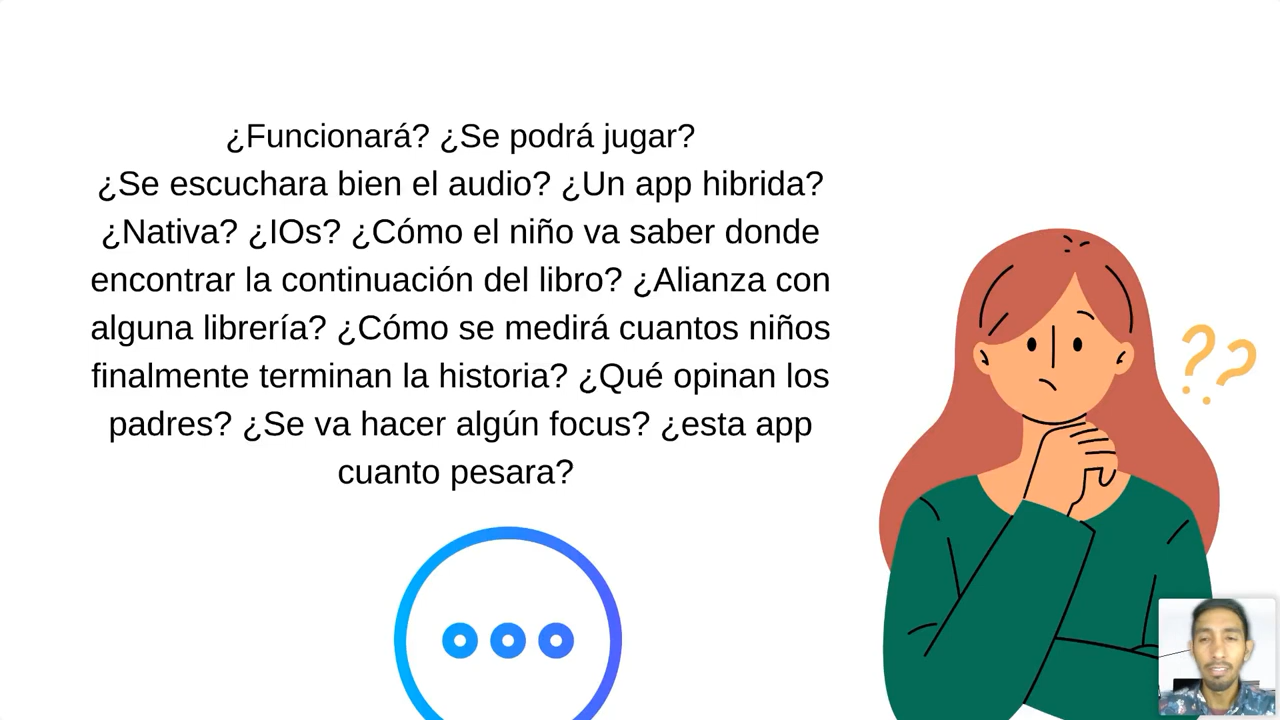 ¿Funcionará? ¿Se podrá jugar?
¿Se escuchara bien el audio? ¿Un app hibrida?
¿Nativa? ¿IOs? ¿Cómo el niño va saber donde
encontrar la continuación del libro? ¿Alianza con
alguna librería? ¿Cómo se medirá cuantos niños
finalmente terminan la historia? ¿Qué opinan los
padres? ¿Se va hacer algún focus? ¿esta app
cuanto pesara?
??